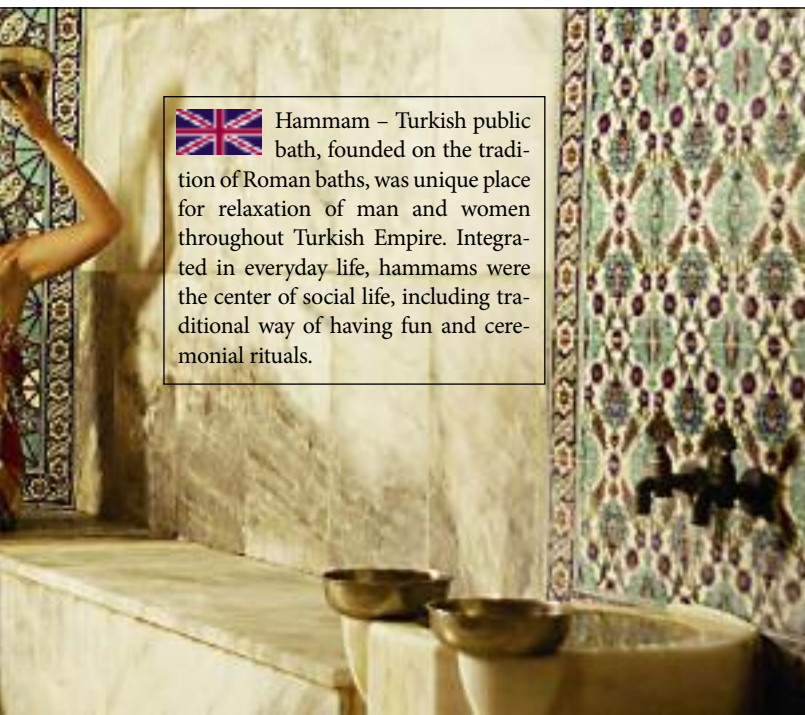 Hammam – Turkish public
bath, founded on the tradi-
tion of Roman baths, was unique place
for relaxation of man and women
throughout Turkish Empire. Integra-
ted in everyday life, hammams were
the center of social life, including tra-
ditional way of having fun and cere-
monial rituals.